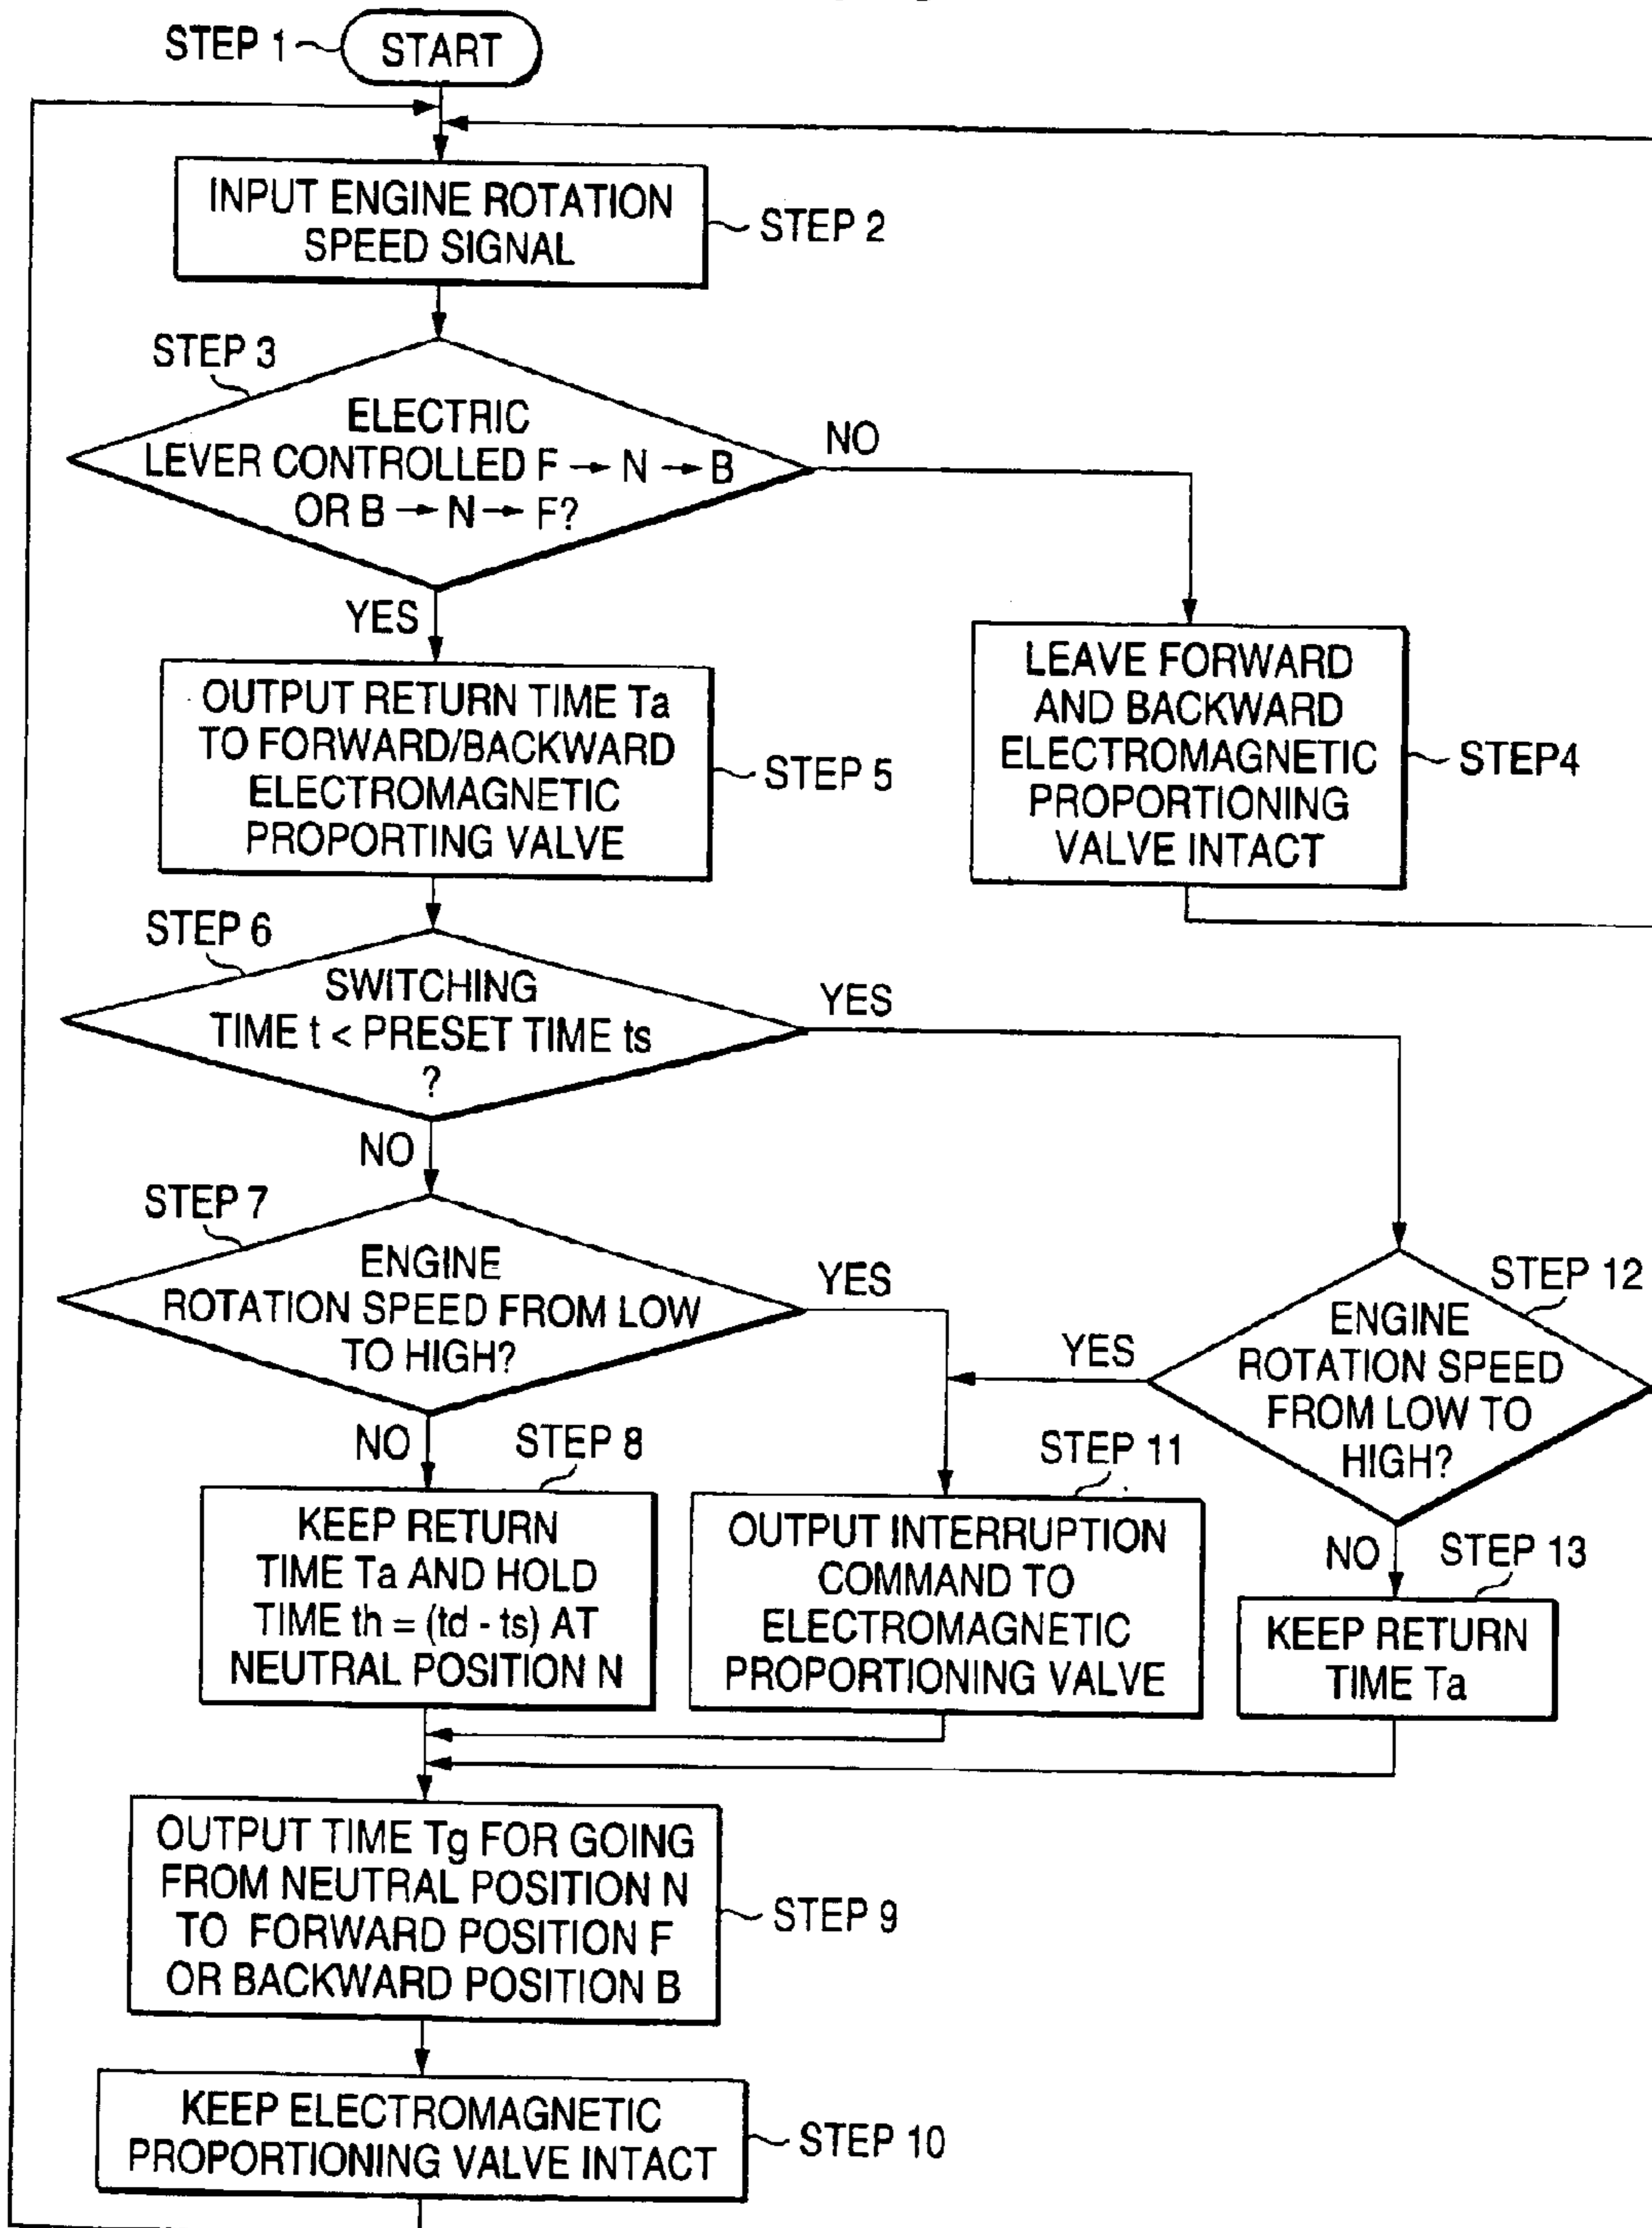 STEP 1
START
INPUT ENGINE ROTATION
SPEED SIGNAL
STEP 2
STEP 3
ELECTRIC
LEVER CONTROLLED F → N → B
OR B → N → F?
NO
YES
LEAVE FORWARD
AND BACKWARD
ELECTROMAGNETIC
PROPORTIONING
VALVE INTACT
STEP4
OUTPUT RETURN TIME Ta
TO FORWARD/BACKWARD
ELECTROMAGNETIC
PROPORTING VALVE
STEP 5
STEP 6
SWITCHING
TIME t < PRESET TIME ts
?
YES
NO
STEP 7
ENGINE
ROTATION SPEED FROM LOW
TO HIGH?
YES
NO
STEP 12
ENGINE
ROTATION SPEED
FROM LOW TO
HIGH?
YES
NO
STEP 8
KEEP RETURN
TIME Ta AND HOLD
TIME th = (td - ts) AT
NEUTRAL POSITION N
STEP 11
OUTPUT INTERRUPTION
COMMAND TO
ELECTROMAGNETIC
PROPORTIONING VALVE
STEP 13
KEEP RETURN
TIME Ta
OUTPUT TIME Tg FOR GOING
FROM NEUTRAL POSITION N
TO FORWARD POSITION F
OR BACKWARD POSITION B
STEP 9
KEEP ELECTROMAGNETIC
PROPORTIONING VALVE INTACT
STEP 10